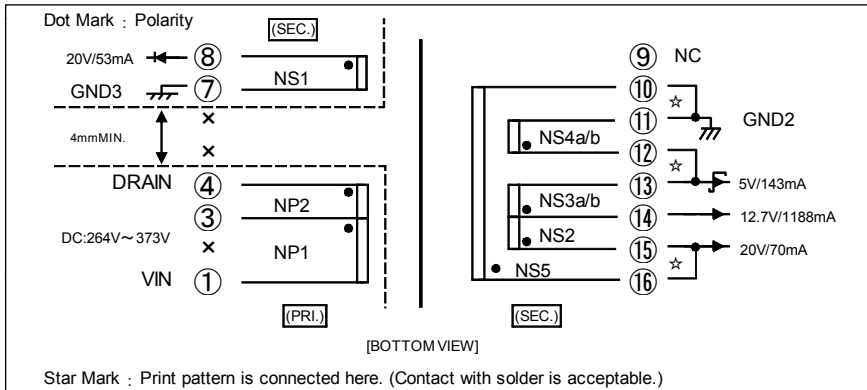 Dot Mark : Polarity
(SEC.)
20V/53mA ⑧
NS1
GND3 ⑦
×
4mmMIN.
×
DRAIN ④
NP2
③
DC:264V～373V
×
NP1
VIN ①
(PRI.)
⑨ NC
⑩
☆
⑪ GND2
NS4a/b
⑫
☆
⑬ 5V/143mA
NS3a/b
⑭ 12.7V/1188mA
NS2
⑮ 20V/70mA
☆
NS5
⑯
(SEC.)
[BOTTOM VIEW]
Star Mark : Print pattern is connected here. (Contact with solder is acceptable.)